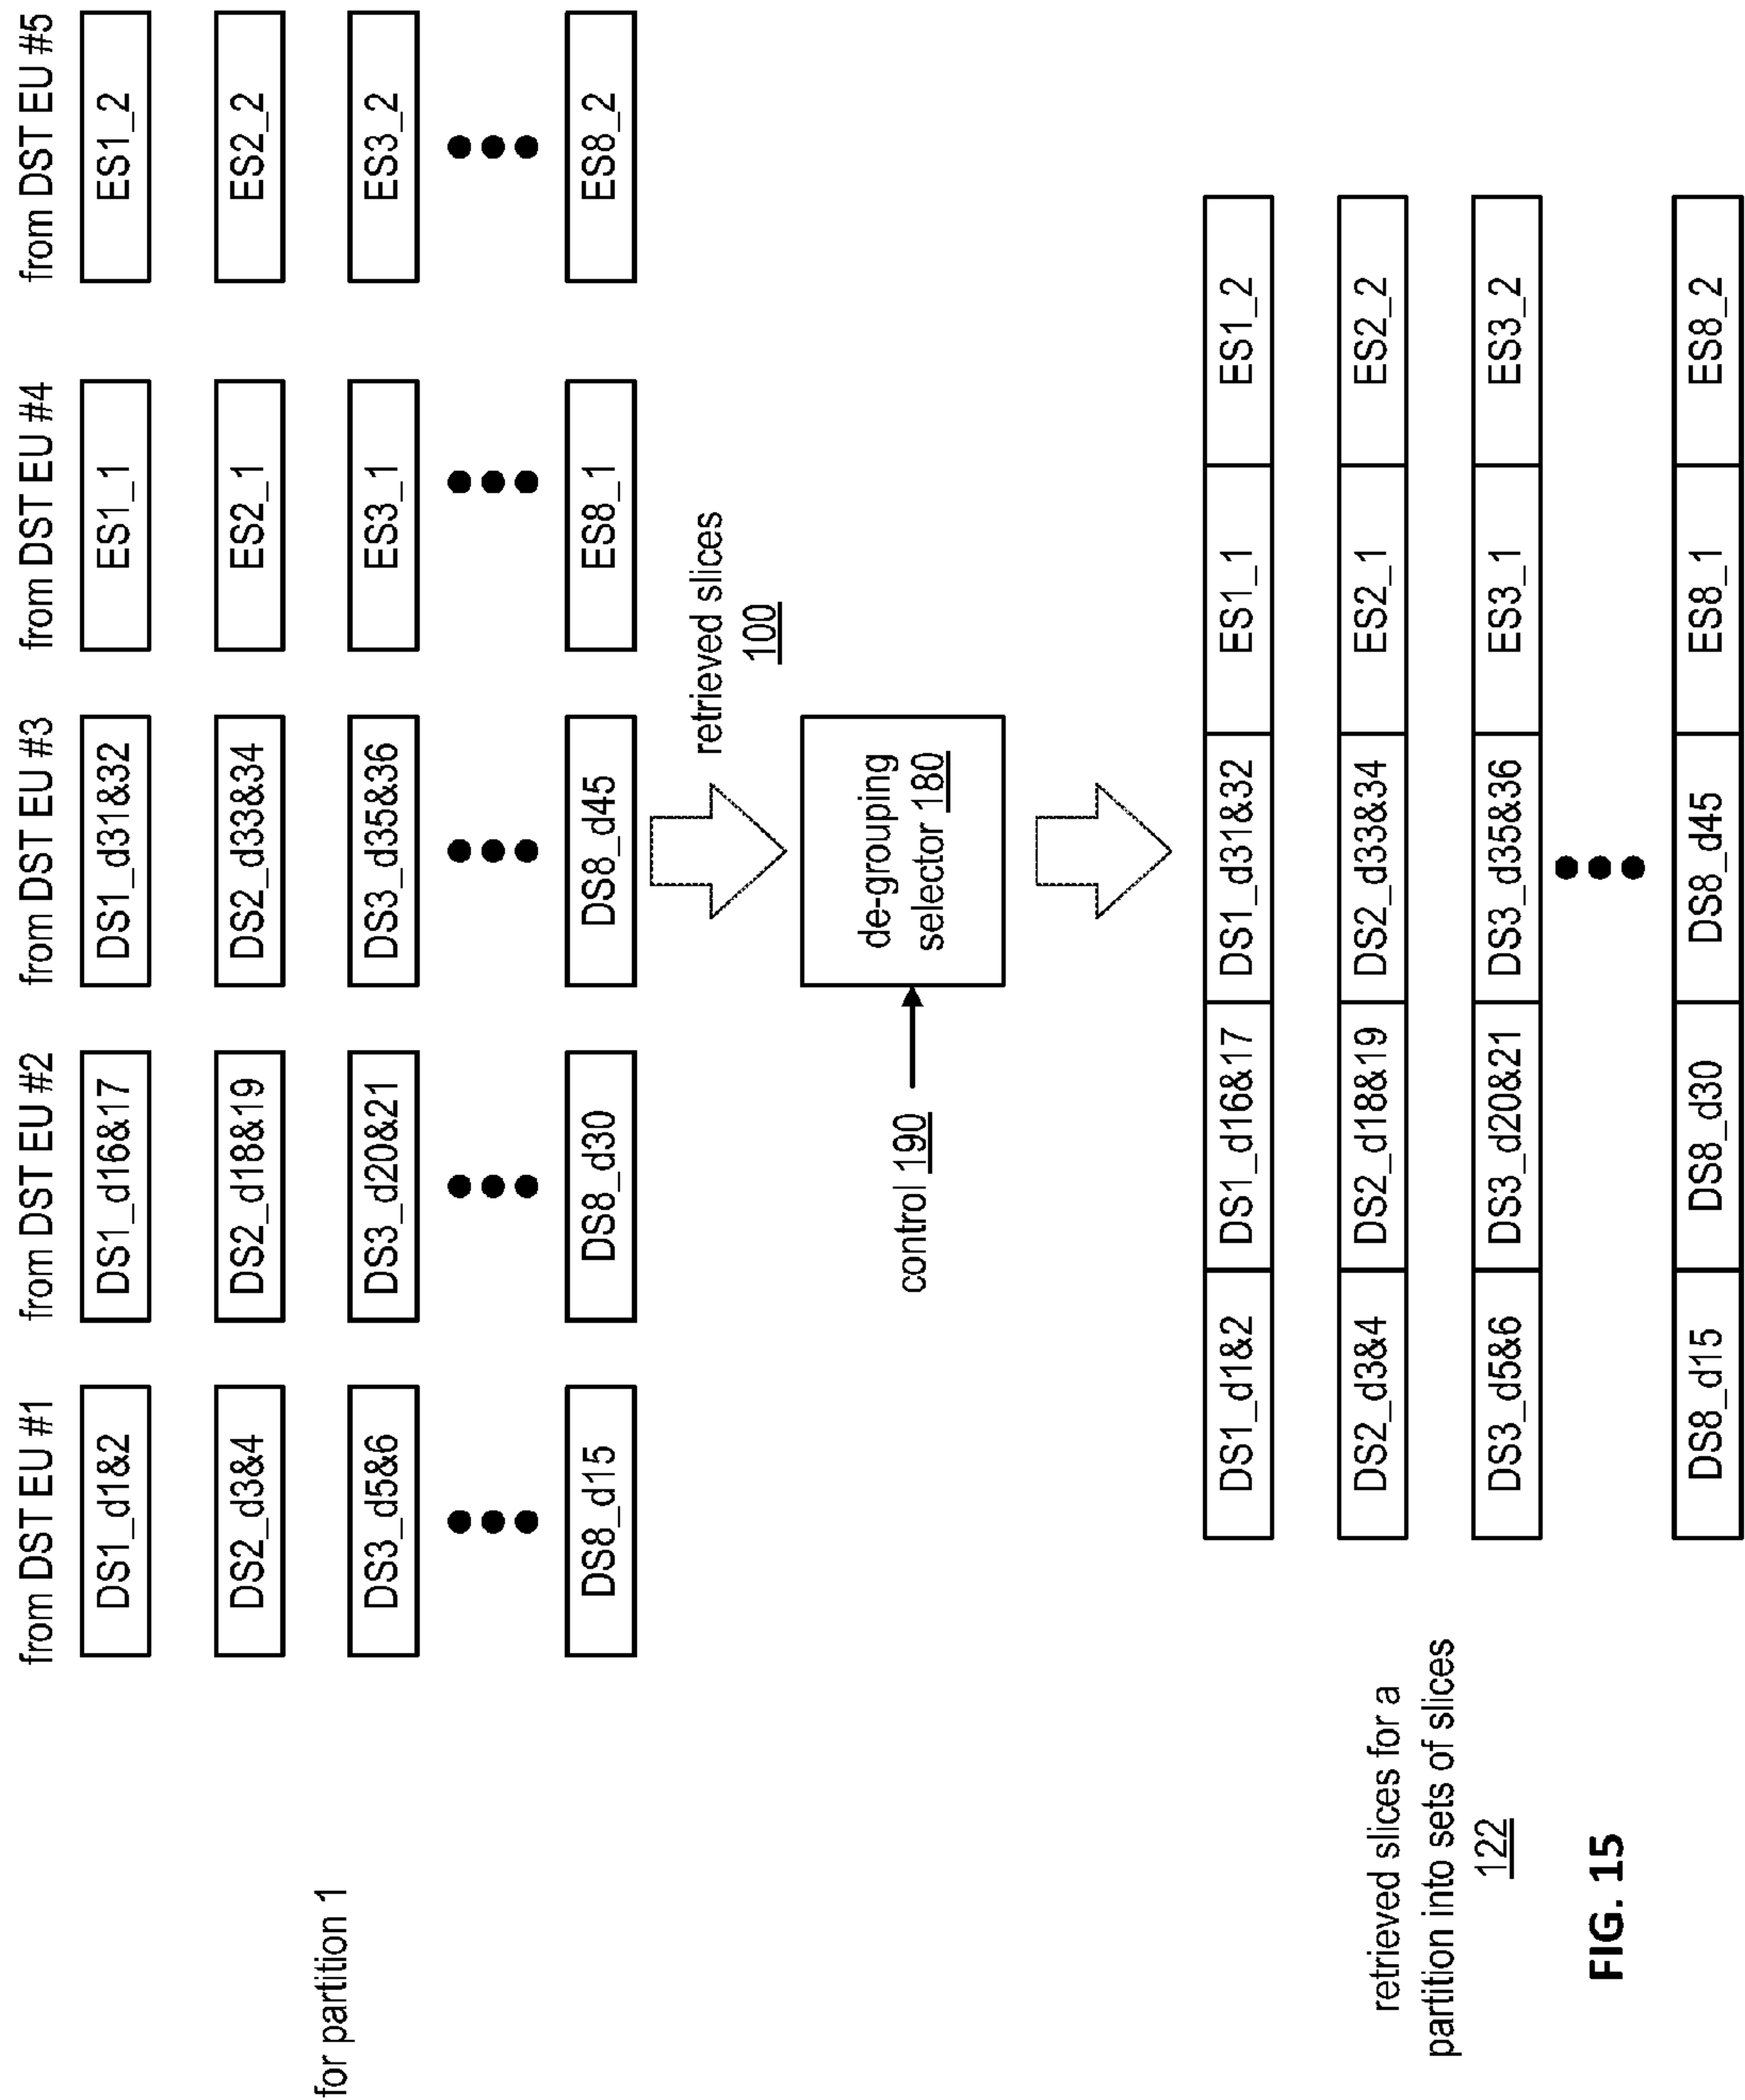 from DST EU #1 from DST EU #2 from DST EU #3 from DST EU #4 from DST EU #5
DS1_d1&2 DS1_d16&17 DS1_d31&32 ES1_1 ES1_2
DS2_d3&4 DS2_d18&19 DS2_d33&34 ES2_1 ES2_2
for partition 1
DS3_d5&6 DS3_d20&21 DS3_d35&36 ES3_1 ES3_2
DS8_d15 DS8_d30 DS8_d45 ES8_1 ES8_2
retrieved slices
100
de-grouping
selector 180
control 190
DS1_d1&2 DS1_d16&17 DS1_d31&32 ES1_1 ES1_2
DS2_d3&4 DS2_d18&19 DS2_d33&34 ES2_1 ES2_2
retrieved slices for a
partition into sets of slices
122
DS3_d5&6 DS3_d20&21 DS3_d35&36 ES3_1 ES3_2
DS8_d15 DS8_d30 DS8_d45 ES8_1 ES8_2
FIG. 15